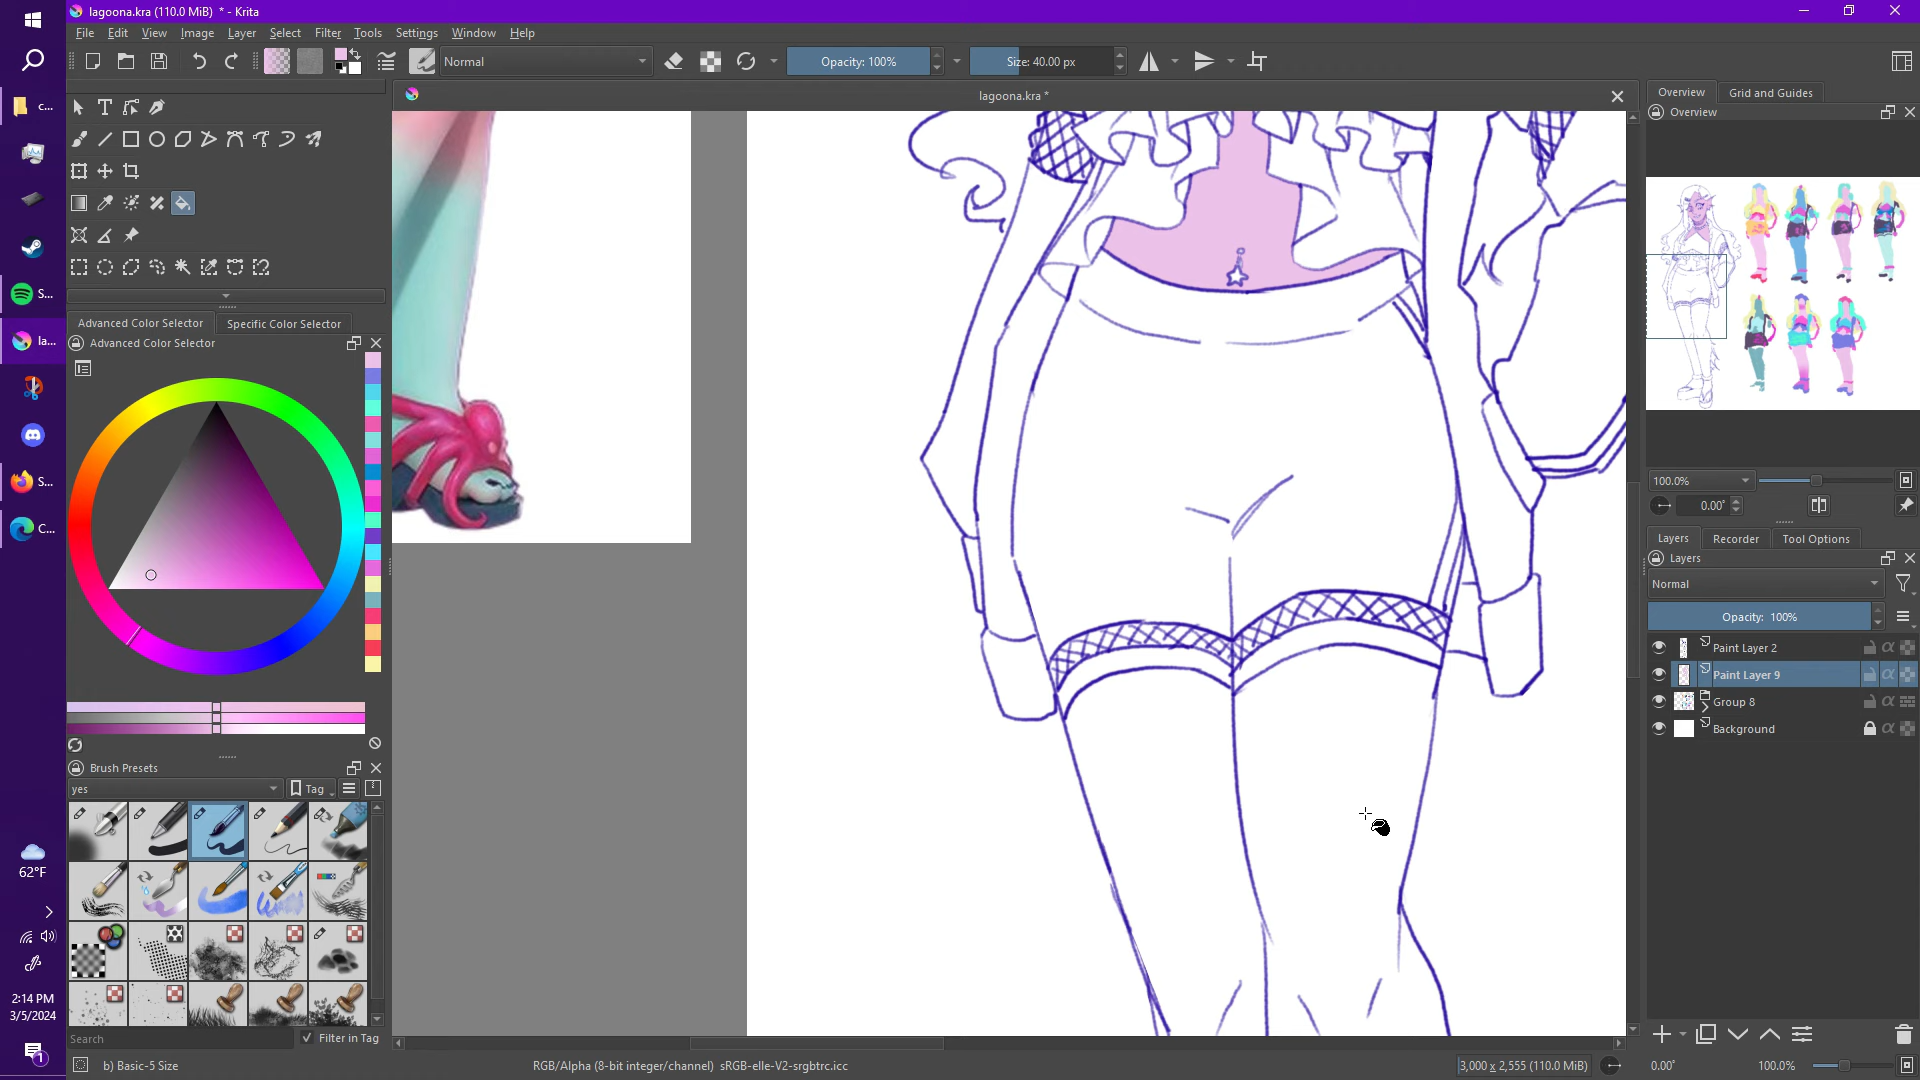 lagoona.kra (110.0 MiB) * - Krita
File Edit View Image Layer Select Filter Tools Settings Window Help
Normal
Opacity: 100%
Size: 40.00 px
lagoona.kra *
Overview
Grid and Guides
Overview
c...
S...
la...
S...
C...
Advanced Color Selector
Specific Color Selector
Advanced Color Selector
100.0%
0.00°
Layers
Recorder
Tool Options
Layers
Normal
Opacity: 100%
Paint Layer 2
Paint Layer 9
Group 8
Background
Brush Presets
yes
Tag
62°F
2:14 PM
3/5/2024
1
Search
Filter in Tag
b) Basic-5 Size
RGB/Alpha (8-bit integer/channel) sRGB-elle-V2-srgbtrc.icc
3,000 x 2,555 (110.0 MiB)
0.00°
100.0%